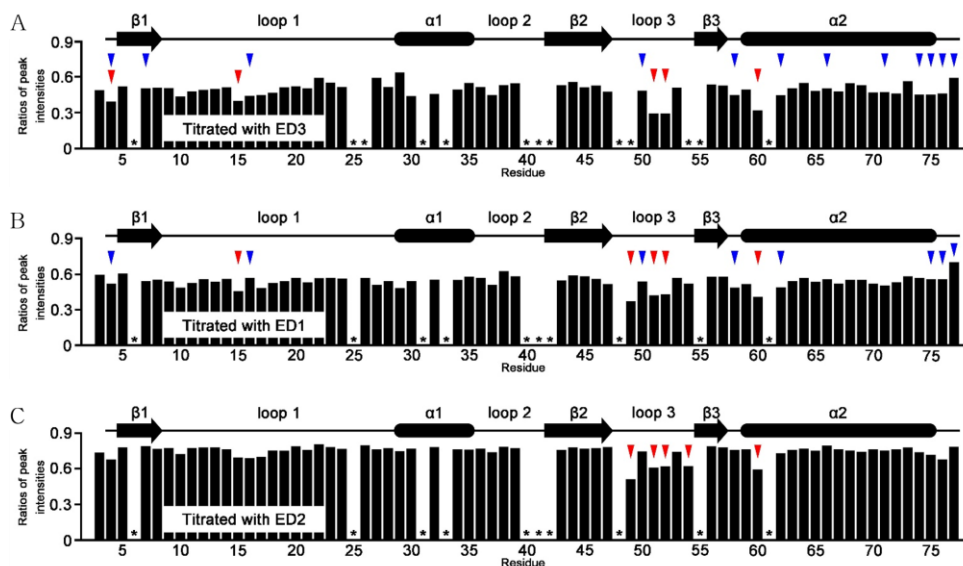 A
β1 loop 1 α1 loop 2 β2 loop 3 β3 α2
Ratios of peak
intensities
0.9
0.6
0.3
0
Titrated with ED3
* * * * * * * * * * * * *
5 10 15 20 25 30 35 40 45 50 55 60 65 70 75
Residue
B
β1 loop 1 α1 loop 2 β2 loop 3 β3 α2
Ratios of peak
intensities
0.9
0.6
0.3
0
Titrated with ED1
* * * * * * * * * *
5 10 15 20 25 30 35 40 45 50 55 60 65 70 75
Residue
C
β1 loop 1 α1 loop 2 β2 loop 3 β3 α2
Ratios of peak
intensities
0.9
0.6
0.3
0
Titrated with ED2
* * * * * * * * * *
5 10 15 20 25 30 35 40 45 50 55 60 65 70 75
Residue